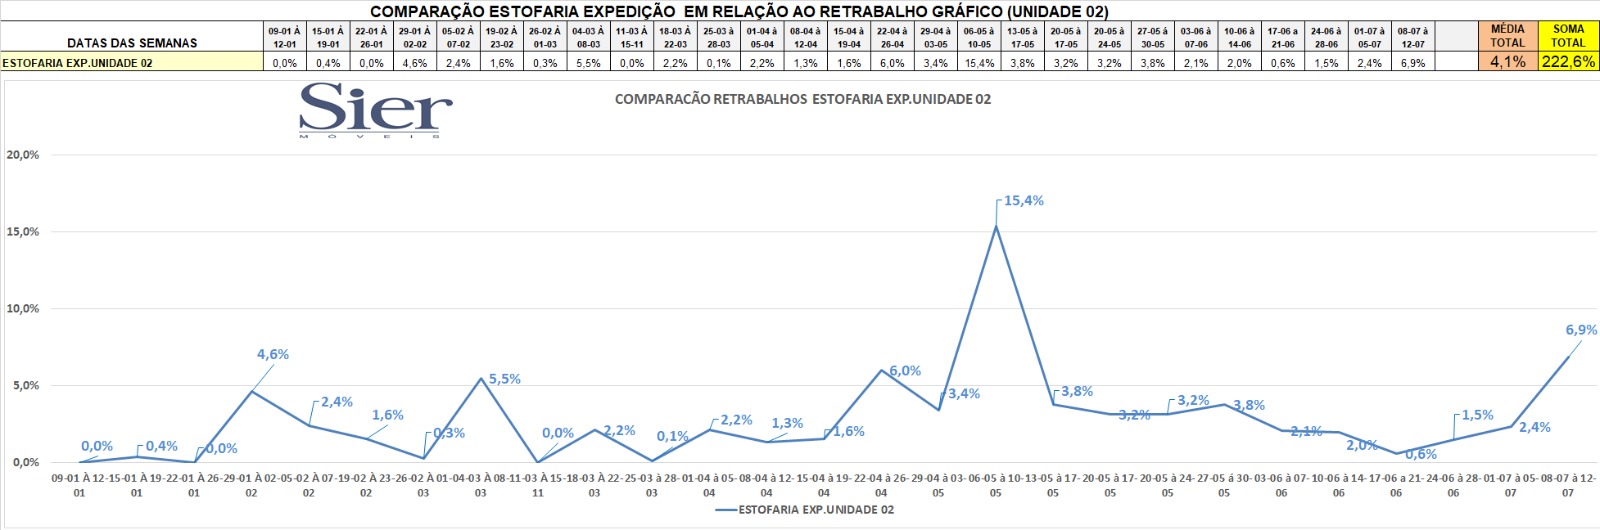 COMPARAÇÃO ESTOFARIA EXPEDIÇÃO EM RELAÇÃO AO RETRABALHO GRÁFICO (UNIDADE 02)
DATAS DAS SEMANAS 09-01 À 12-01 15-01 À 19-01 22-01 À 26-01 29-01 À 02-02 05-02 À 07-02 19-02 À 23-02 26-02 À 01-03 04-03 À 08-03 11-03 À 15-11 18-03 À 22-03 25-03 À 28-03 01-04 à 05-04 08-04 à 12-04 15-04 à 19-04 22-04 à 26-04 29-04 à 03-05 06-05 à 10-05 13-05 à 17-05 20-05 à 17-05 20-05 à 24-05 27-05 á 30-05 03-06 á 07-06 10-06 á 14-06 17-06 a 21-06 24-06 á 28-06 01-07 á 05-07 08-07 á 12-07 MÉDIA TOTAL SOMA TOTAL
ESTOFARIA EXP.UNIDADE 02 0,0% 0,4% 0,0% 4,6% 2,4% 1,6% 0,3% 5,5% 0,0% 2,2% 0,1% 2,2% 1,3% 1,6% 6,0% 3,4% 15,4% 3,8% 3,2% 3,2% 3,8% 2,1% 2,0% 0,6% 1,5% 2,4% 6,9% 4,1% 222,6%
Sier
MÓVEIS
COMPARACÃO RETRABALHOS ESTOFARIA EXP.UNIDADE 02
20,0%
15,0%
10,0%
5,0%
0,0%
0,0% 0,4% 0,0% 4,6% 2,4% 1,6% 0,3% 5,5% 0,0% 2,2% 0,1% 2,2% 1,3% 1,6% 6,0% 3,4% 15,4% 3,8% 3,2% 3,2% 3,8% 2,1% 2,0% 0,6% 1,5% 2,4% 6,9%
09-01 À 12-15-01 À 19-22-01 À 26-29-01 À 02-05-02 À 07-19-02 À 23-26-02 À 01-04-03 À 08-11-03 À 15-18-03 À 22-25-03 À 28-01-04 à 05-08-04 à 12-15-04 à 19-22-04 à 26-29-04 à 03-06-05 à 10-13-05 à 17-20-05 à 17-20-05 à 24-27-05 á 30-03-06 á 07-10-06 á 14-17-06 a 21-24-06 á 28-01-07 á 05-08-07 á 12-
01 01 01 02 02 02 03 03 11 03 03 04 04 04 04 05 05 05 05 05 05 06 06 06 06 07 07
ESTOFARIA EXP.UNIDADE 02